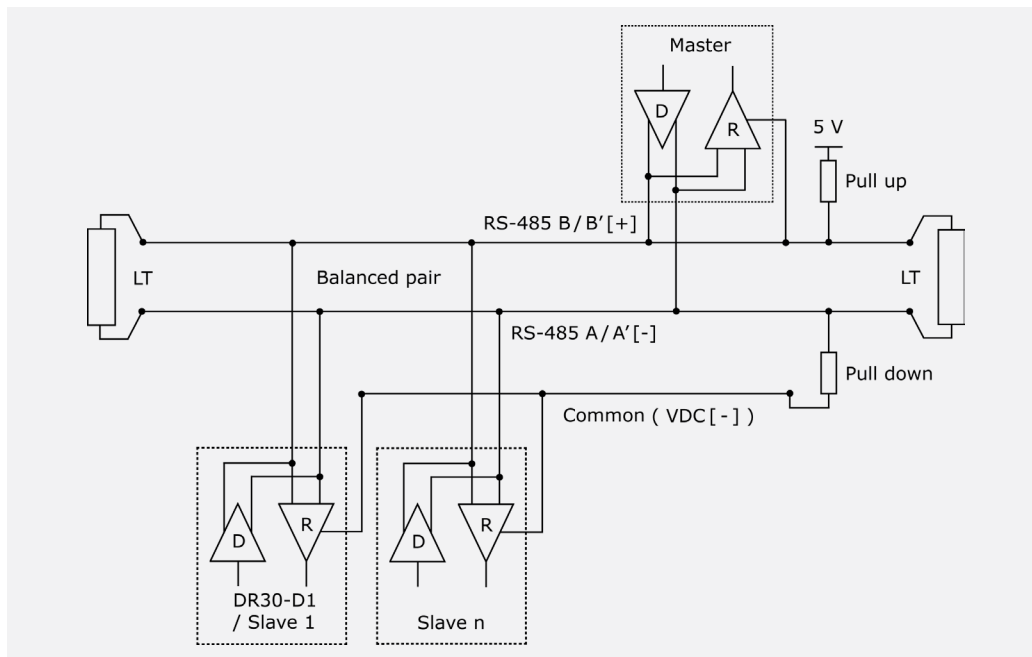 Master
D
R
5 V
Pull up
RS-485 B/B′[+]
LT
Balanced pair
LT
RS-485 A/A′[-]
Pull down
Common ( VDC[-] )
D
R
D
R
DR30-D1
/ Slave 1
Slave n